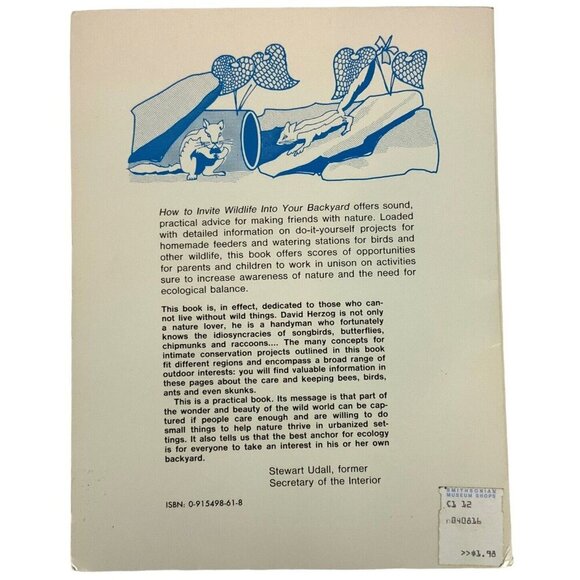 How to Invite Wildlife Into Your Backyard offers sound,
practical advice for making friends with nature. Loaded
with detailed information on do-it-yourself projects for
homemade feeders and watering stations for birds and
other wildlife, this book offers scores of opportunities
for parents and children to work in unison on activities
sure to increase awareness of nature and the need for
ecological balance.
This book is, in effect, dedicated to those who can-
not live without wild things. David Herzog is not only
a nature lover, he is a handyman who fortunately
knows the idiosyncracies of songbirds, butterflies,
chipmunks and raccoons.... The many concepts for
intimate conservation projects outlined in this book
fit different regions and encompass a broad range of
outdoor interests: you will find valuable information in
these pages about the care and keeping bees, birds,
ants and even skunks.
This is a practical book. Its message is that part of
the wonder and beauty of the wild world can be cap-
tured if people care enough and are willing to do
small things to help nature thrive in urbanized set-
tings. It also tells us that the best anchor for ecology
is for everyone to take an interest in his or her own
backyard.
Stewart Udall, former
Secretary of the Interior
ISBN: 0-915498-61-8
SMITHSONIAN
MUSEUM SHOPS
C1 12
n040816
>>$1.98